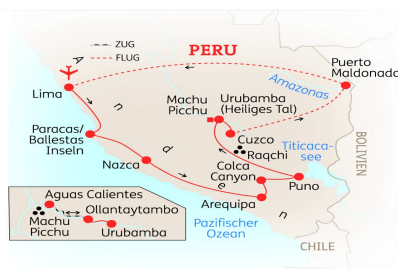 ZUG
FLUG
PERU
Puerto
Maldonado
Amazonas
A
n
d
e
n
Lima
Machu
Picchu
Urubamba
(Heiliges Tal)
Paracas/
Ballestas
Inseln
Cuzco
Raqchi
Titicaca-
see
BOLIVIEN
Nazca
Colca
Canyon
Puno
Arequipa
Pazifischer
Ozean
CHILE
Aguas Calientes
Ollantaytambo
Machu
Picchu
Urubamba